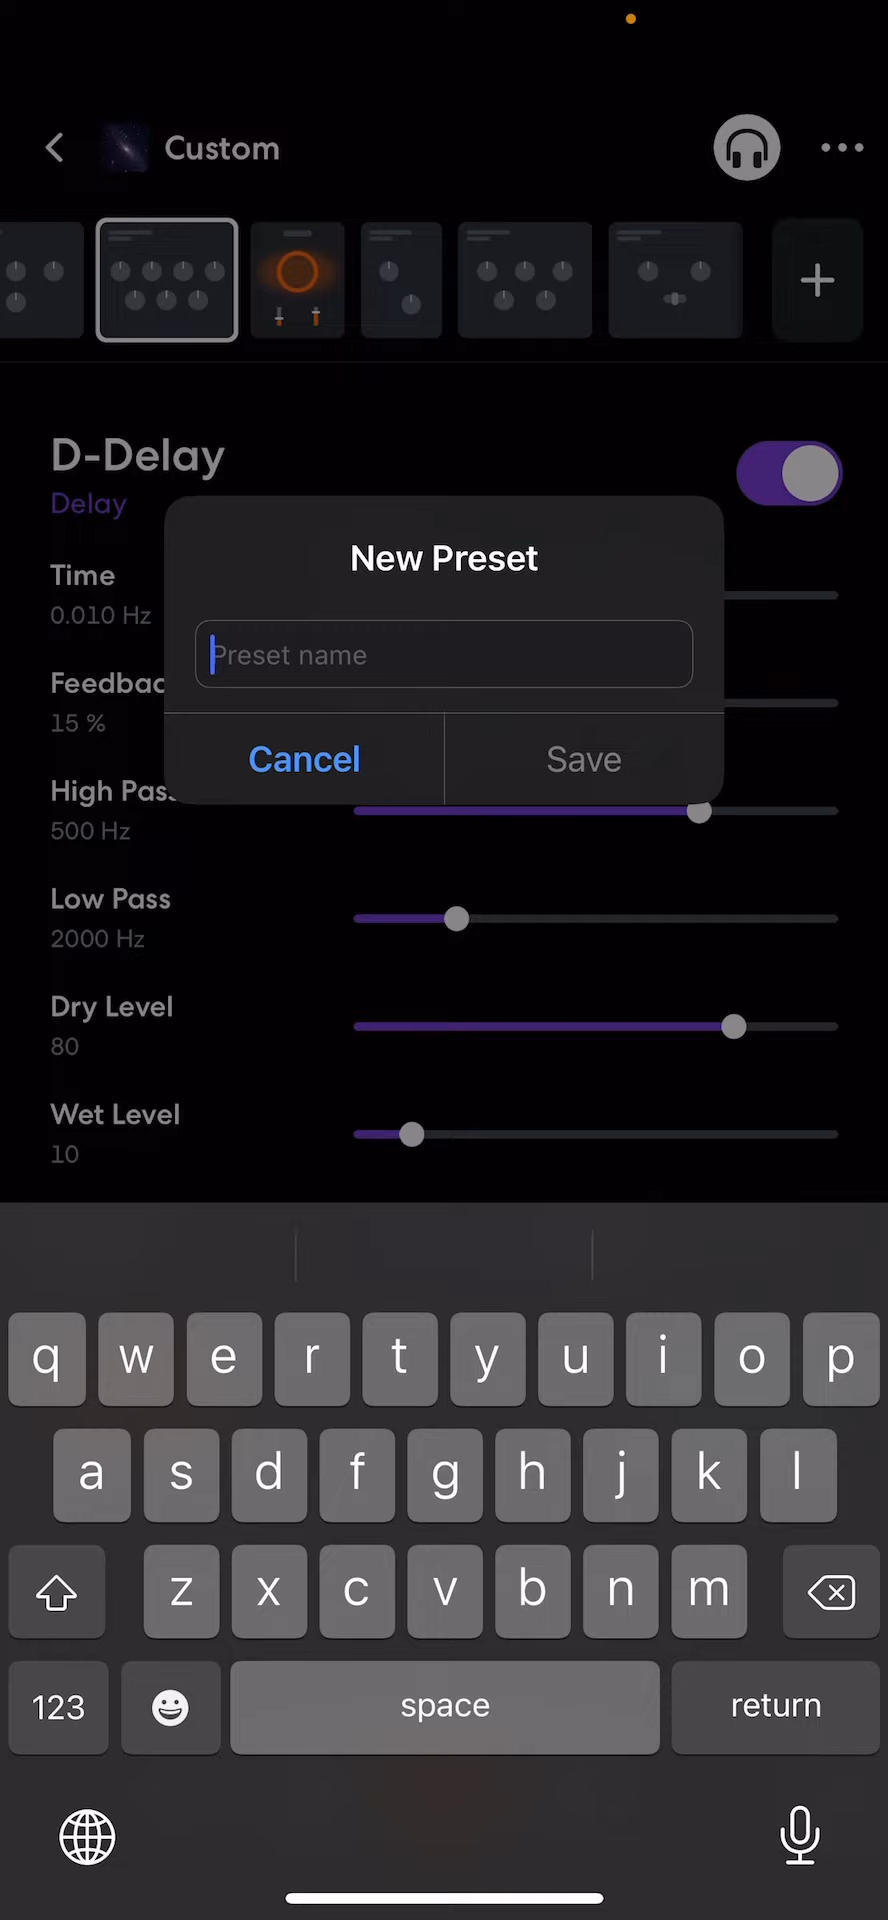 Custom
D-Delay
Delay
New Preset
Preset name
Cancel
Save
Time
0.010 Hz
Feedbac
15 %
High Pass
500 Hz
Low Pass
2000 Hz
Dry Level
80
Wet Level
10
q w e r t y u i o p
a s d f g h j k l
z x c v b n m
123 space return